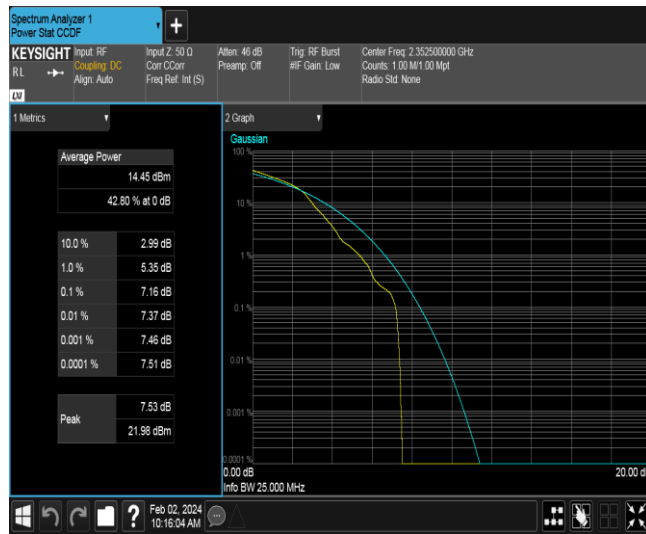 Spectrum Analyzer 1
Power Stat CCDF
+
KEYSIGHT
RL
LXI
Input: RF
Coupling: DC
Align: Auto
Input Z: 50 Ω
Corr CCorr
Freq Ref: Int (S)
Atten: 46 dB
Preamp: Off
Trig: RF Burst
#IF Gain: Low
Center Freq: 2.352500000 GHz
Counts: 1.00 M/1.00 Mpt
Radio Std: None
1 Metrics
Average Power
14.45 dBm
42.80 % at 0 dB
10.0 % 2.99 dB
1.0 % 5.35 dB
0.1 % 7.16 dB
0.01 % 7.37 dB
0.001 % 7.46 dB
0.0001 % 7.51 dB
Peak
7.53 dB
21.98 dBm
2 Graph
Gaussian
100 %
10 %
1 %
0.1 %
0.01 %
0.001 %
0.0001 %
0.00 dB
20.00 d
Info BW 25.000 MHz
?
Feb 02, 2024
10:16:04 AM